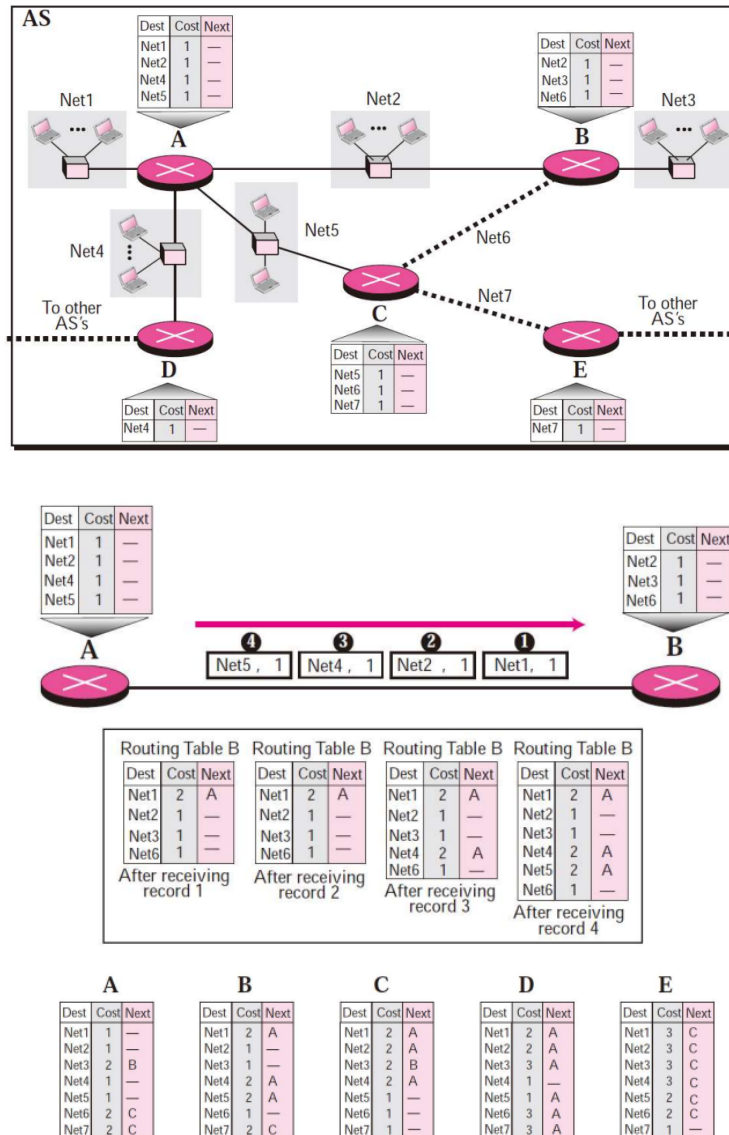 AS
Dest Cost Next
Net1 1 —
Net2 1 —
Net4 1 —
Net5 1 —
Dest Cost Next
Net2 1 —
Net3 1 —
Net6 1 —
Net1
A
Net2
B
Net3
Net4
Net5
Net6
Net7
To other
AS's
D
C
To other
AS's
E
Dest Cost Next
Net4 1 —
Dest Cost Next
Net5 1 —
Net6 1 —
Net7 1 —
Dest Cost Next
Net7 1 —
Dest Cost Next
Net1 1 —
Net2 1 —
Net4 1 —
Net5 1 —
Dest Cost Next
Net2 1 —
Net3 1 —
Net6 1 —
A
B
4 3 2 1
Net5 , 1 Net4 , 1 Net2 , 1 Net1, 1
Routing Table B
Dest Cost Next
Net1 2 A
Net2 1 —
Net3 1 —
Net6 1 —
After receiving
record 1
Routing Table B
Dest Cost Next
Net1 2 A
Net2 1 —
Net3 1 —
Net6 1 —
After receiving
record 2
Routing Table B
Dest Cost Next
Net1 2 A
Net2 1 —
Net3 1 —
Net4 2 A
Net6 1 —
After receiving
record 3
Routing Table B
Dest Cost Next
Net1 2 A
Net2 1 —
Net3 1 —
Net4 2 A
Net5 2 A
Net6 1 —
After receiving
record 4
A
Dest Cost Next
Net1 1 —
Net2 1 —
Net3 2 B
Net4 1 —
Net5 1 —
Net6 2 C
Net7 2 C
B
Dest Cost Next
Net1 2 A
Net2 1 —
Net3 1 —
Net4 2 A
Net5 2 A
Net6 1 —
Net7 2 C
C
Dest Cost Next
Net1 2 A
Net2 2 A
Net3 2 B
Net4 2 A
Net5 1 —
Net6 1 —
Net7 1 —
D
Dest Cost Next
Net1 2 A
Net2 2 A
Net3 3 A
Net4 1 —
Net5 1 A
Net6 3 A
Net7 3 A
E
Dest Cost Next
Net1 3 C
Net2 3 C
Net3 3 C
Net4 3 C
Net5 2 C
Net6 2 C
Net7 1 —